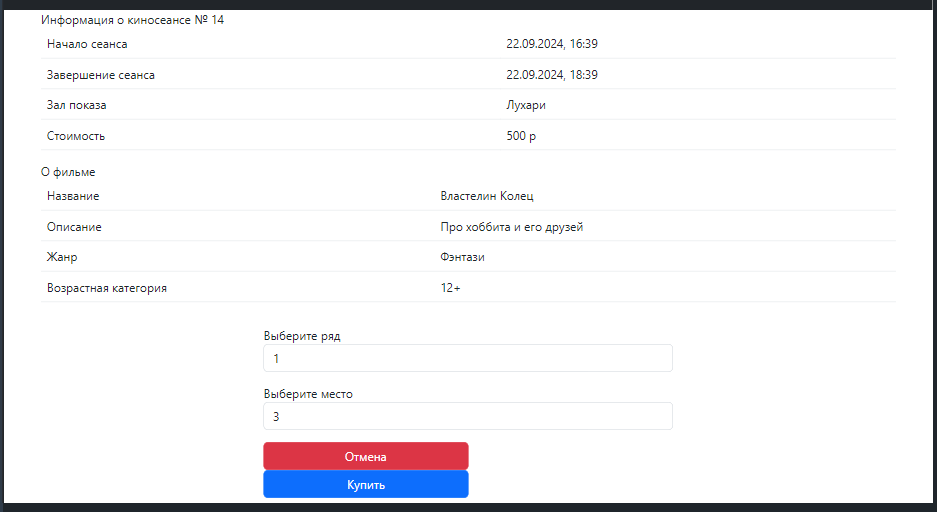 Информация о киносеансе № 14
Начало сеанса 22.09.2024, 16:39
Завершение сеанса 22.09.2024, 18:39
Зал показа Лухари
Стоимость 500 р
О фильме
Название Властелин Колец
Описание Про хоббита и его друзей
Жанр Фэнтази
Возрастная категория 12+
Выберите ряд
1
Выберите место
3
Отмена
Купить